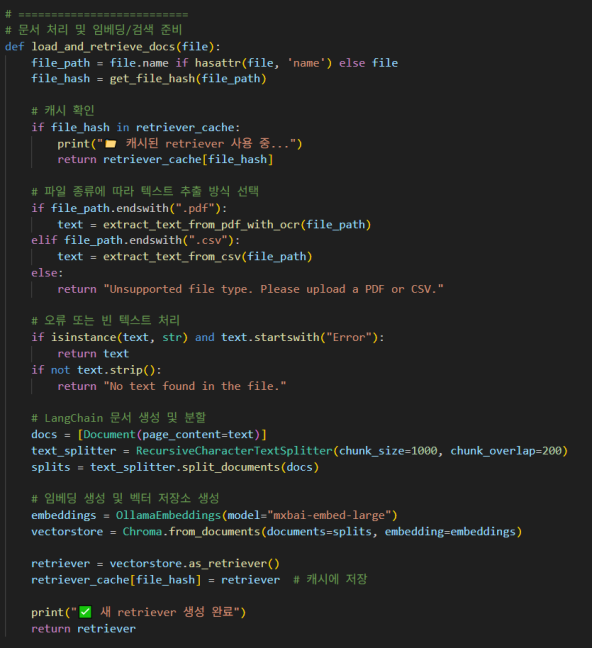 # ==========================
# 문서 처리 및 임베딩/검색 준비
def load_and_retrieve_docs(file):
    file_path = file.name if hasattr(file, 'name') else file
    file_hash = get_file_hash(file_path)

    # 캐시 확인
    if file_hash in retriever_cache:
        print("📂 캐시된 retriever 사용 중...")
        return retriever_cache[file_hash]

    # 파일 종류에 따라 텍스트 추출 방식 선택
    if file_path.endswith(".pdf"):
        text = extract_text_from_pdf_with_ocr(file_path)
    elif file_path.endswith(".csv"):
        text = extract_text_from_csv(file_path)
    else:
        return "Unsupported file type. Please upload a PDF or CSV."

    # 오류 또는 빈 텍스트 처리
    if isinstance(text, str) and text.startswith("Error"):
        return text
    if not text.strip():
        return "No text found in the file."

    # LangChain 문서 생성 및 분할
    docs = [Document(page_content=text)]
    text_splitter = RecursiveCharacterTextSplitter(chunk_size=1000, chunk_overlap=200)
    splits = text_splitter.split_documents(docs)

    # 임베딩 생성 및 벡터 저장소 생성
    embeddings = OllamaEmbeddings(model="mxbai-embed-large")
    vectorstore = Chroma.from_documents(documents=splits, embedding=embeddings)

    retriever = vectorstore.as_retriever()
    retriever_cache[file_hash] = retriever  # 캐시에 저장

    print("✅ 새 retriever 생성 완료")
    return retriever